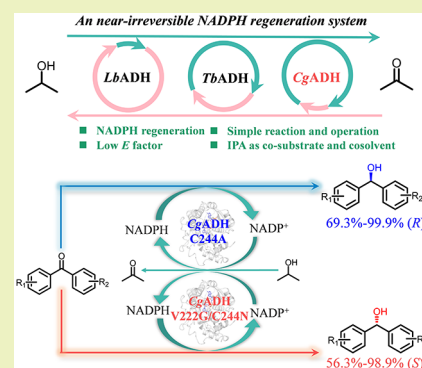 An near-irreversible NADPH regeneration system
OH
LbADH
TbADH
CgADH
O
NADPH regeneration
Simple reaction and operation
Low E factor
IPA as co-substrate and cosolvent
OH
R1
R2
69.3%-99.9% (R)
NADPH
CgADH
C244A
NADP+
O
R1
R2
O
OH
NADPH
CgADH
V222G/C244N
NADP+
OH
R1
R
56.3%-98.9% (S)